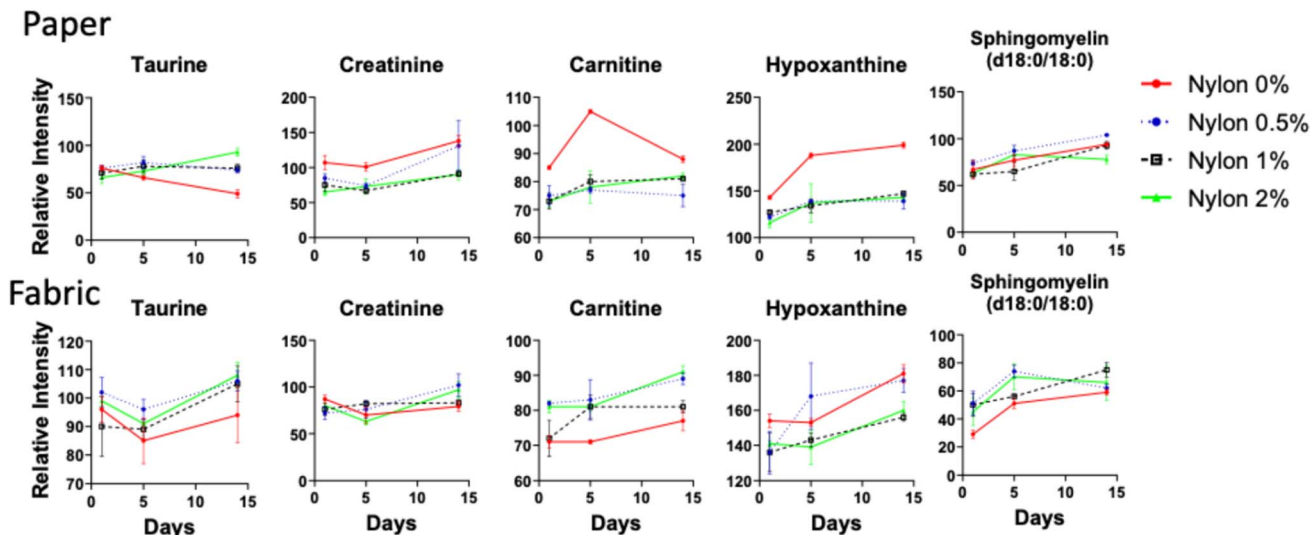 Paper
Sphingomyelin
Taurine Creatinine Carnitine Hypoxanthine (d18:0/18:0)
Nylon 0%
Nylon 0.5%
Nylon 1%
Nylon 2%
Relative Intensity
150 200 110 250 150
100 150 100 200 100
50 100 90 150 50
0 50 80 100 0
0 70
60
0 5 10 15 0 5 10 15 0 5 10 15 0 5 10 15 0 5 10 15
Fabric
Sphingomyelin
Taurine Creatinine Carnitine Hypoxanthine (d18:0/18:0)
Relative Intensity
120 150 100 200 100
110 100 90 180 80
100 50 80 160 60
90 0 70 140 40
80 60 120 20
70 0
0 5 10 15 0 5 10 15 0 5 10 15 0 5 10 15 0 5 10 15
Days Days Days Days Days